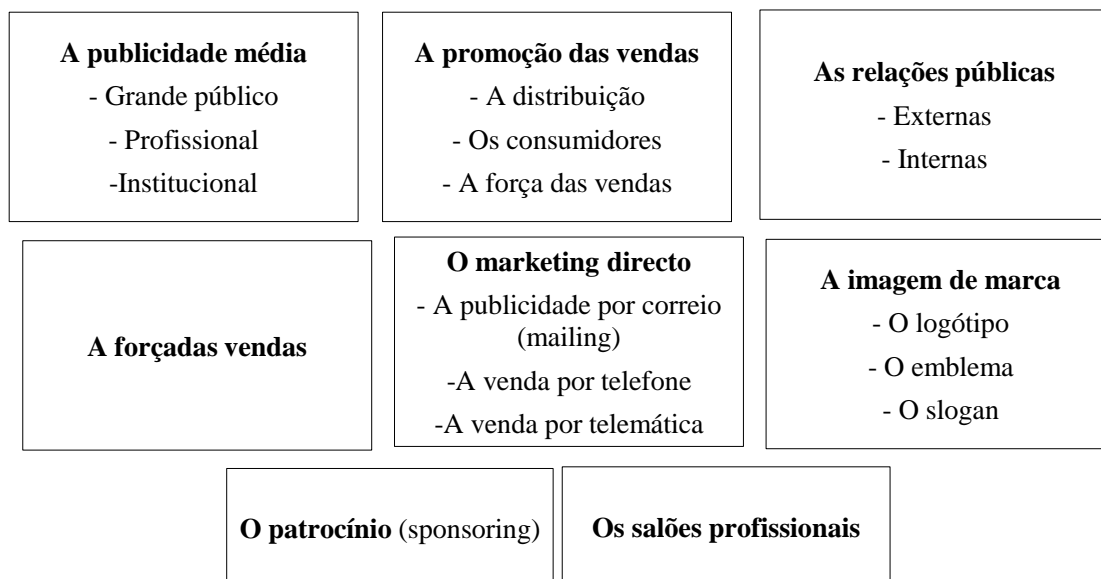 A publicidade média
- Grande público
- Profissional
-Institucional
A promoção das vendas
- A distribuição
- Os consumidores
- A força das vendas
As relações públicas
- Externas
- Internas
A forçadas vendas
O marketing directo
- A publicidade por correio
(mailing)
-A venda por telefone
-A venda por telemática
A imagem de marca
- O logótipo
- O emblema
- O slogan
O patrocínio (sponsoring)
Os salões profissionais